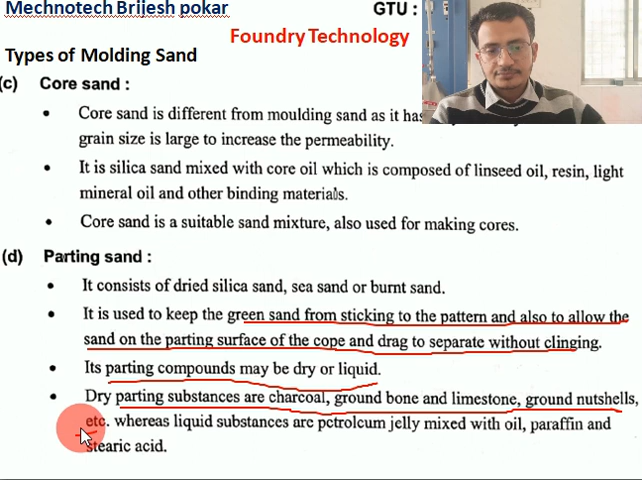 Mechnotech Brijesh pokar
GTU :
Foundry Technology
Types of Molding Sand
(c) Core sand :
• Core sand is different from moulding sand as it has
grain size is large to increase the permeability.
• It is silica sand mixed with core oil which is composed of linseed oil, resin, light
mineral oil and other binding materials.
• Core sand is a suitable sand mixture, also used for making cores.
(d) Parting sand :
• It consists of dried silica sand, sea sand or burnt sand.
• It is used to keep the green sand from sticking to the pattern and also to allow the
sand on the parting surface of the cope and drag to separate without clinging.
• Its parting compounds may be dry or liquid.
• Dry parting substances are charcoal, ground bone and limestone, ground nutshells,
etc. whereas liquid substances are petroleum jelly mixed with oil, paraffin and
stearic acid.